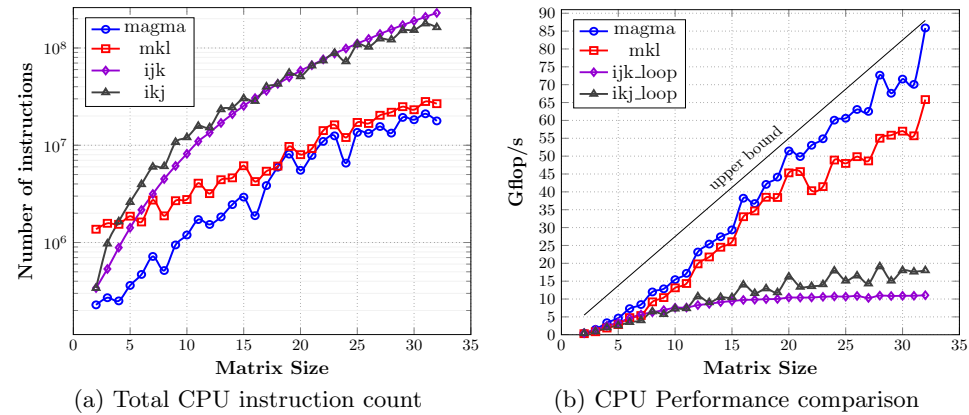 magma
mkl
ijk
ikj
Number of instructions
10^8
10^7
10^6
0 5 10 15 20 25 30 35
Matrix Size
(a) Total CPU instruction count
magma
mkl
ijk_loop
ikj_loop
upper bound
Gflop/s
90
85
80
75
70
65
60
55
50
45
40
35
30
25
20
15
10
5
0
0 5 10 15 20 25 30 35
Matrix Size
(b) CPU Performance comparison